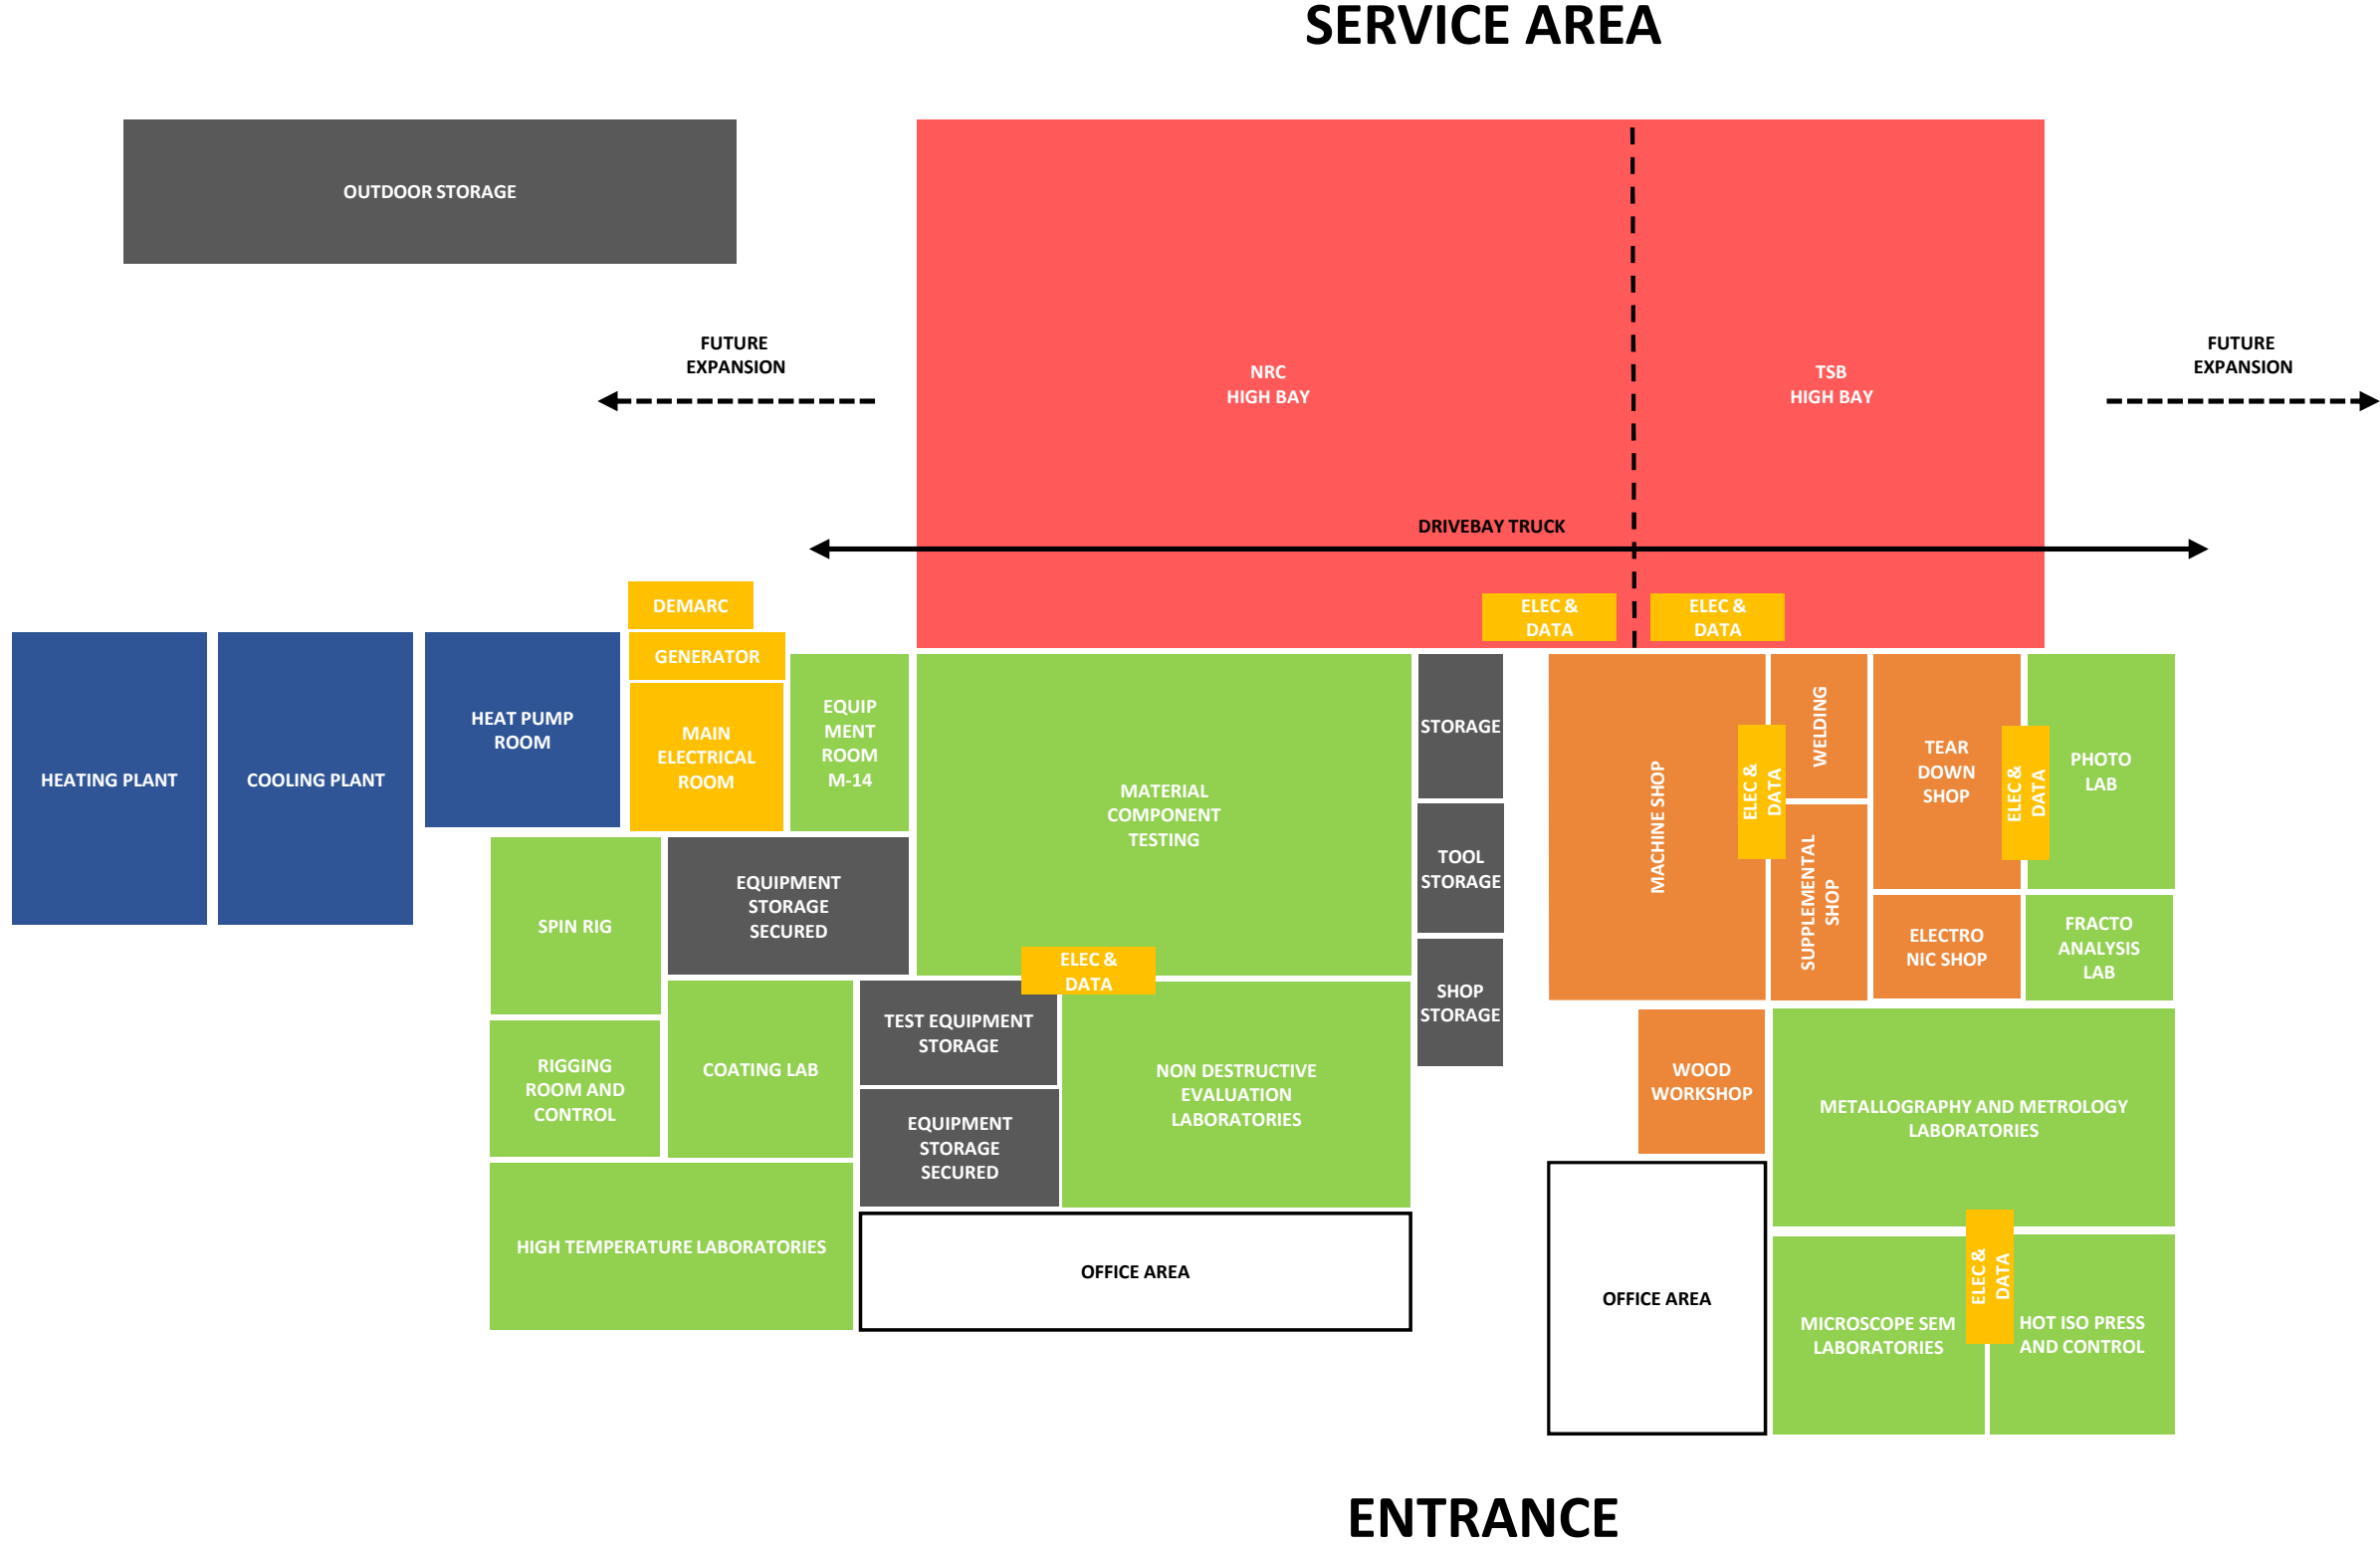 SERVICE AREA
OUTDOOR STORAGE
FUTURE
EXPANSION
NRC
HIGH BAY
TSB
HIGH BAY
FUTURE
EXPANSION
DRIVEBAY TRUCK
DEMARC
ELEC &
DATA
ELEC &
DATA
GENERATOR
HEATING PLANT
COOLING PLANT
HEAT PUMP
ROOM
MAIN
ELECTRICAL
ROOM
EQUIP
MENT
ROOM
M-14
MATERIAL
COMPONENT
TESTING
STORAGE
TOOL
STORAGE
SHOP
STORAGE
MACHINE SHOP
ELEC &
DATA
WELDING
SUPPLEMENTAL
SHOP
TEAR
DOWN
SHOP
ELEC &
DATA
PHOTO
LAB
ELECTRO
NIC SHOP
FRACTO
ANALYSIS
LAB
SPIN RIG
EQUIPMENT
STORAGE
SECURED
ELEC &
DATA
RIGGING
ROOM AND
CONTROL
COATING LAB
TEST EQUIPMENT
STORAGE
EQUIPMENT
STORAGE
SECURED
NON DESTRUCTIVE
EVALUATION
LABORATORIES
WOOD
WORKSHOP
METALLOGRAPHY AND METROLOGY
LABORATORIES
HIGH TEMPERATURE LABORATORIES
OFFICE AREA
OFFICE AREA
ELEC &
DATA
MICROSCOPE SEM
LABORATORIES
HOT ISO PRESS
AND CONTROL
ENTRANCE